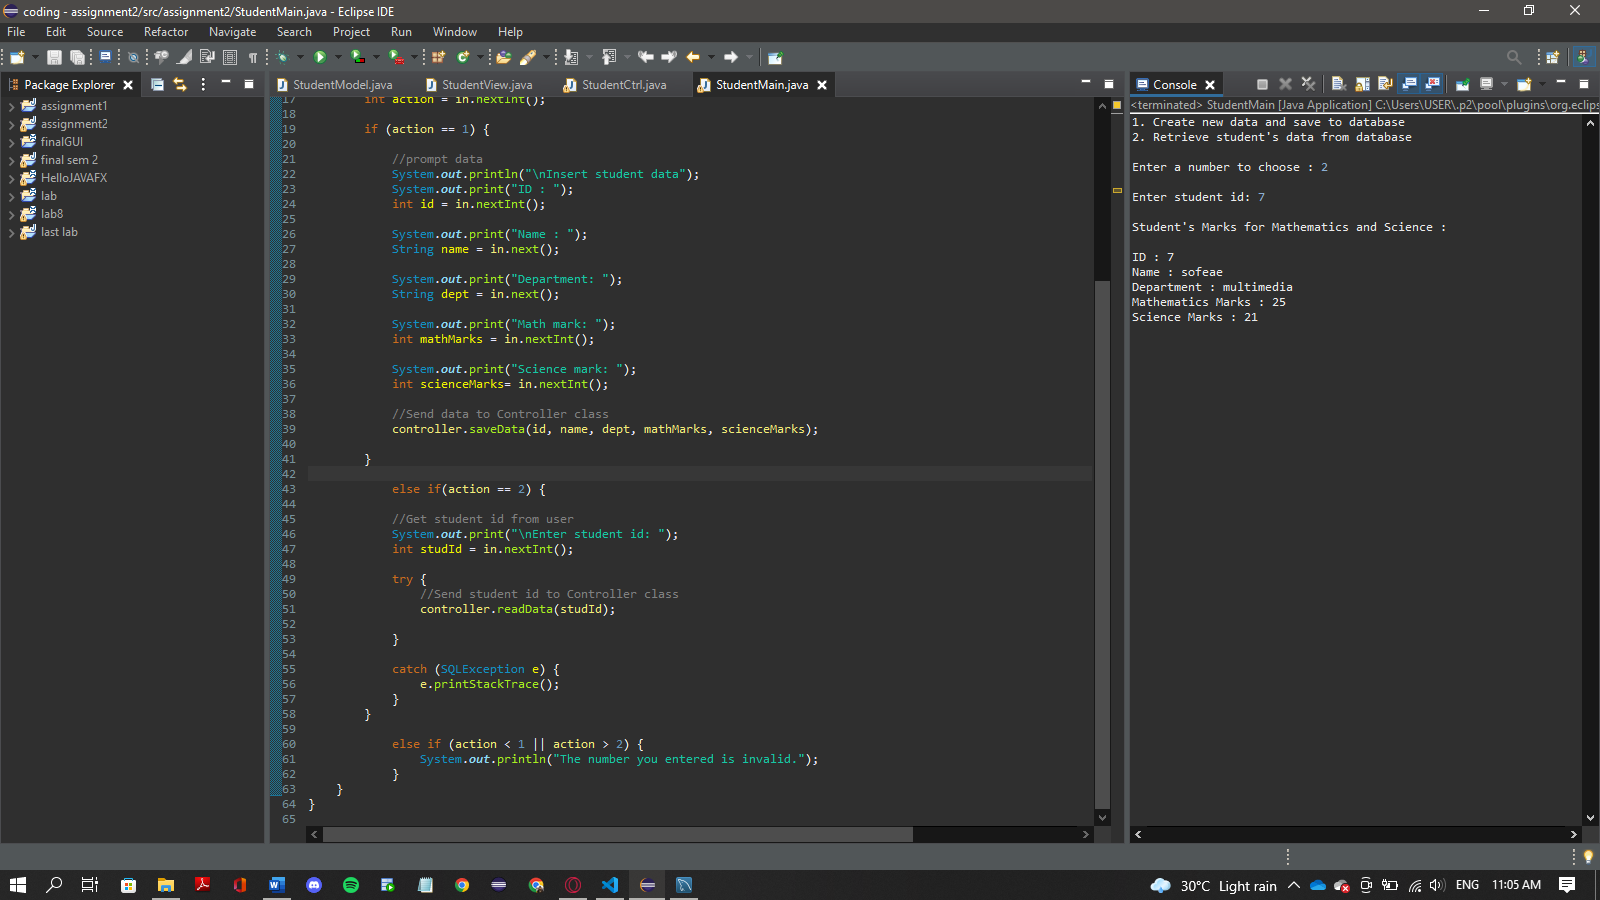 coding - assignment2/src/assignment2/StudentMain.java - Eclipse IDE
File Edit Source Refactor Navigate Search Project Run Window Help
Package Explorer
assignment1
assignment2
finalGUI
final sem 2
HelloJAVAFX
lab
lab8
last lab
StudentModel.java StudentView.java StudentCtrl.java StudentMain.java
17 int action = in.nextInt();
18
19 if (action == 1) {
20
21 //prompt data
22 System.out.println("\nInsert student data");
23 System.out.print("ID : ");
24 int id = in.nextInt();
25
26 System.out.print("Name : ");
27 String name = in.next();
28
29 System.out.print("Department: ");
30 String dept = in.next();
31
32 System.out.print("Math mark: ");
33 int mathMarks = in.nextInt();
34
35 System.out.print("Science mark: ");
36 int scienceMarks= in.nextInt();
37
38 //Send data to Controller class
39 controller.saveData(id, name, dept, mathMarks, scienceMarks);
40
41 }
42
43 else if(action == 2) {
44
45 //Get student id from user
46 System.out.print("\nEnter student id: ");
47 int studId = in.nextInt();
48
49 try {
50 //Send student id to Controller class
51 controller.readData(studId);
52
53 }
54
55 catch (SQLException e) {
56 e.printStackTrace();
57 }
58 }
59
60 else if (action < 1 || action > 2) {
61 System.out.println("The number you entered is invalid.");
62 }
63 }
64 }
65
Console
<terminated> StudentMain [Java Application] C:\Users\USER\.p2\pool\plugins\org.eclips
1. Create new data and save to database
2. Retrieve student's data from database
Enter a number to choose : 2
Enter student id: 7
Student's Marks for Mathematics and Science :
ID : 7
Name : sofeae
Department : multimedia
Mathematics Marks : 25
Science Marks : 21
30°C Light rain ENG 11:05 AM